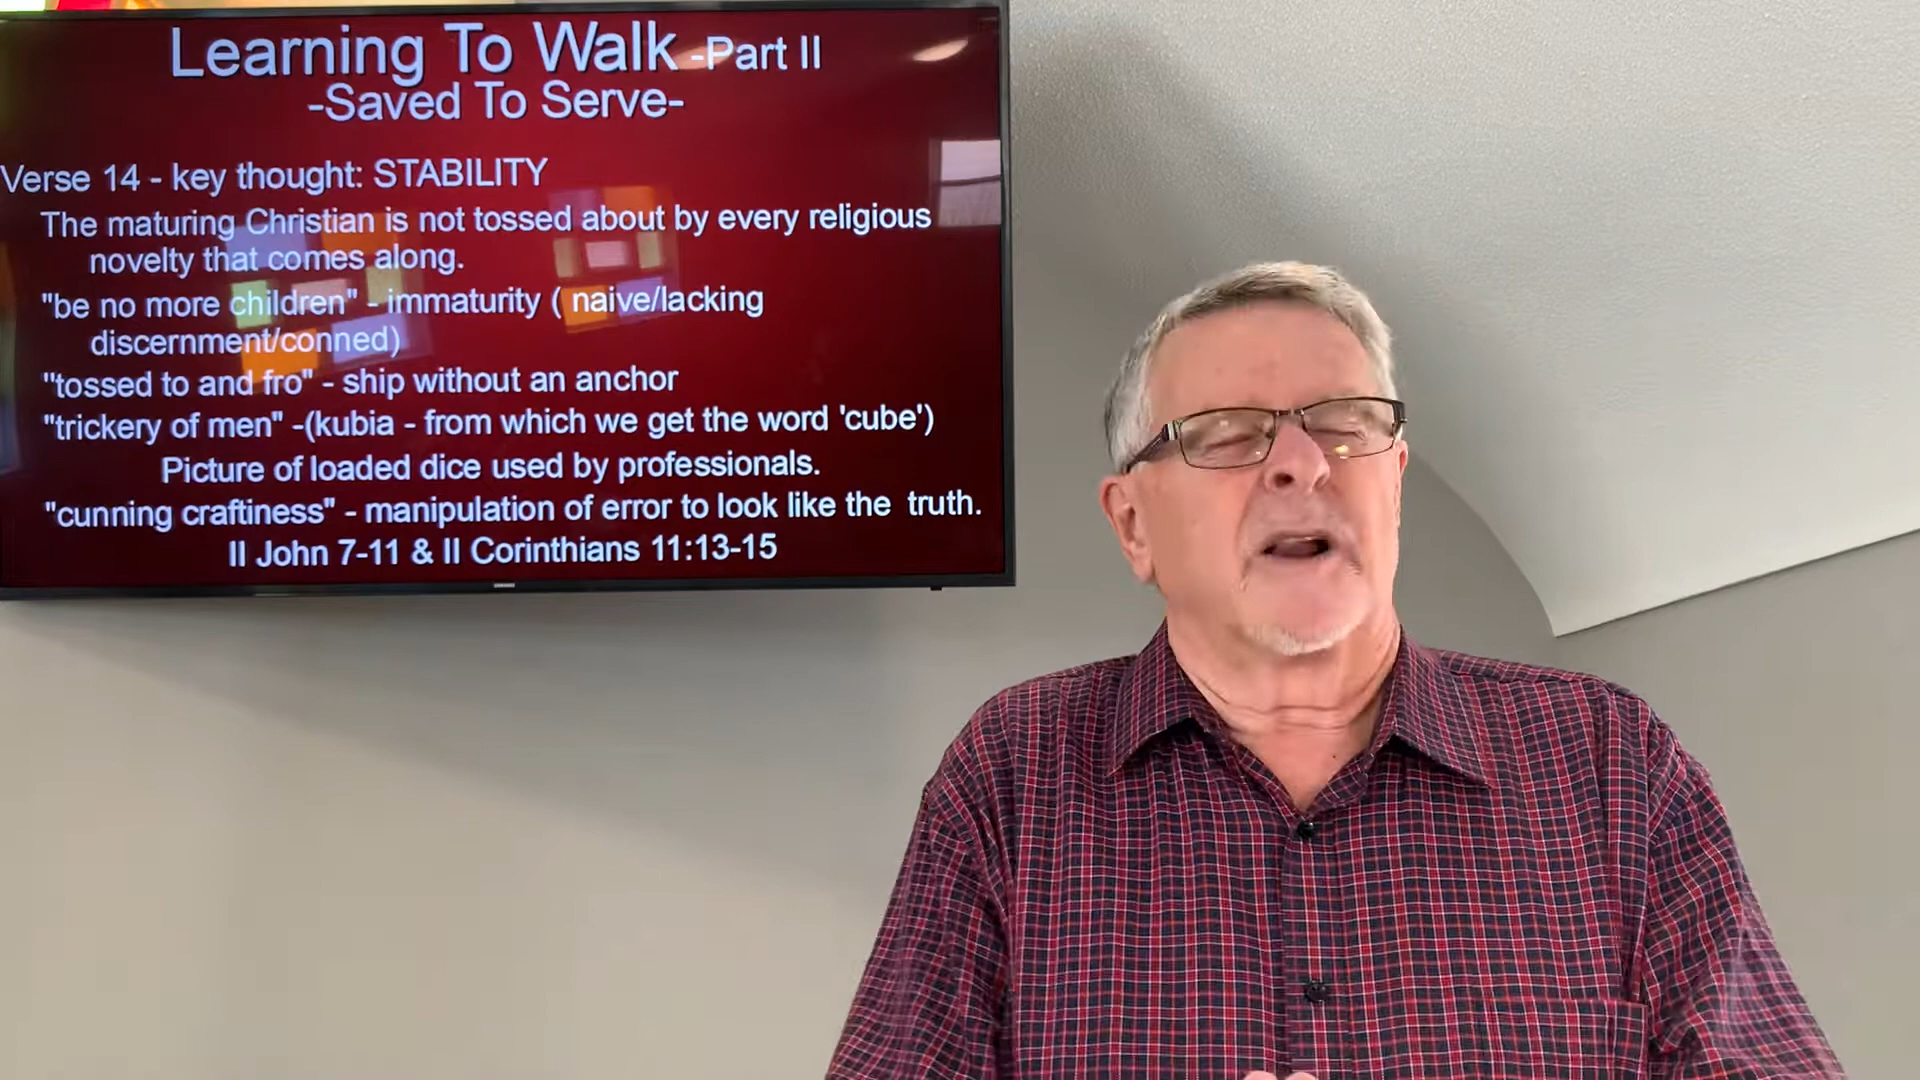 Learning To Walk -Part II
-Saved To Serve-
Verse 14 - key thought: STABILITY
The maturing Christian is not tossed about by every religious
novelty that comes along.
"be no more children" - immaturity ( naive/lacking
discernment/conned)
"tossed to and fro" - ship without an anchor
"trickery of men" -(kubia - from which we get the word 'cube')
Picture of loaded dice used by professionals.
"cunning craftiness" - manipulation of error to look like the truth.
II John 7-11 & II Corinthians 11:13-15